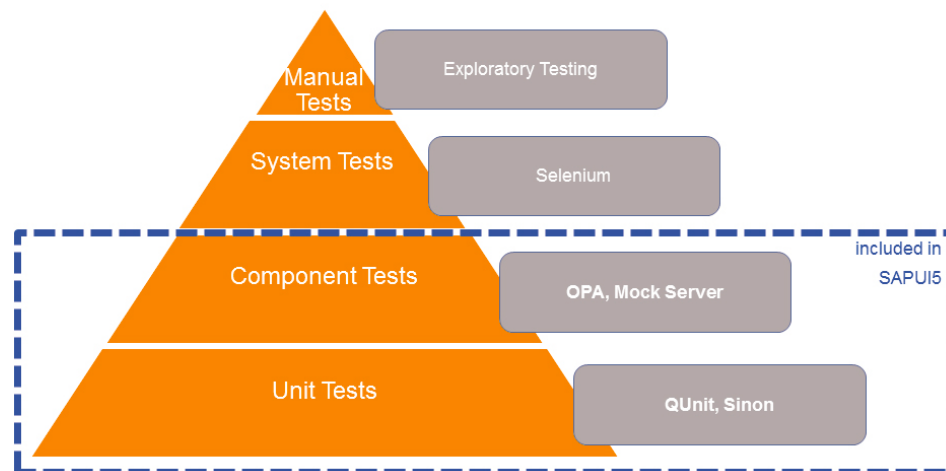 Manual
Tests
Exploratory Testing
System Tests
Selenium
included in
SAPUI5
Component Tests
OPA, Mock Server
Unit Tests
QUnit, Sinon